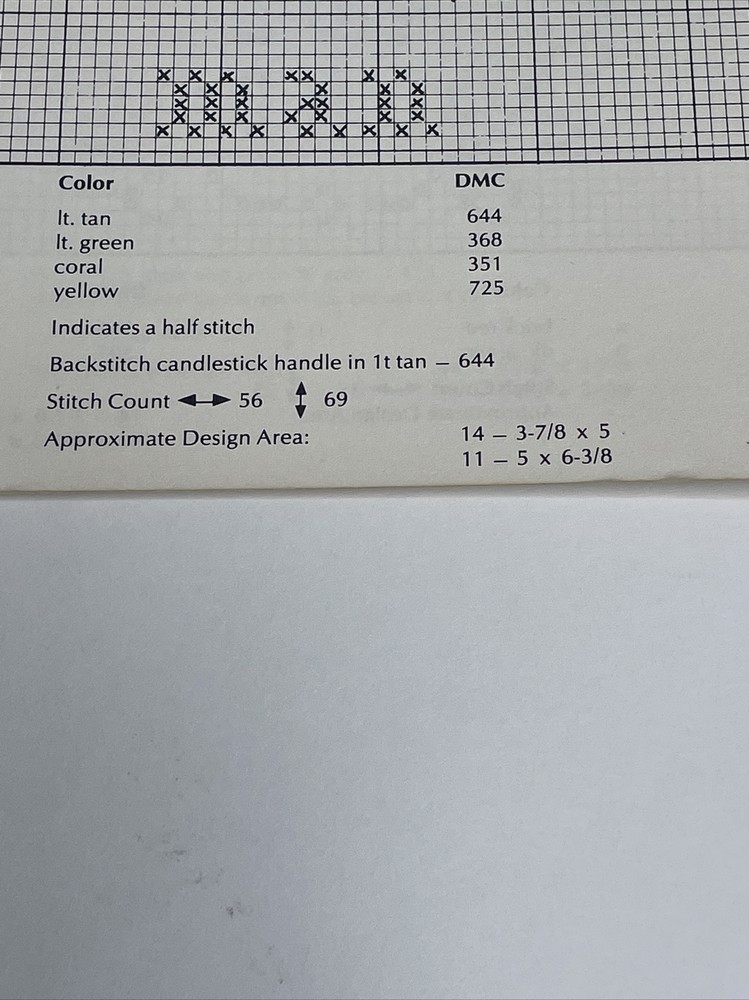 man
Color DMC
lt. tan 644
lt. green 368
coral 351
yellow 725
Indicates a half stitch
Backstitch candlestick handle in 1t tan — 644
Stitch Count ↔ 56 ↕ 69
Approximate Design Area: 14 — 3-7/8 x 5
11 — 5 x 6-3/8